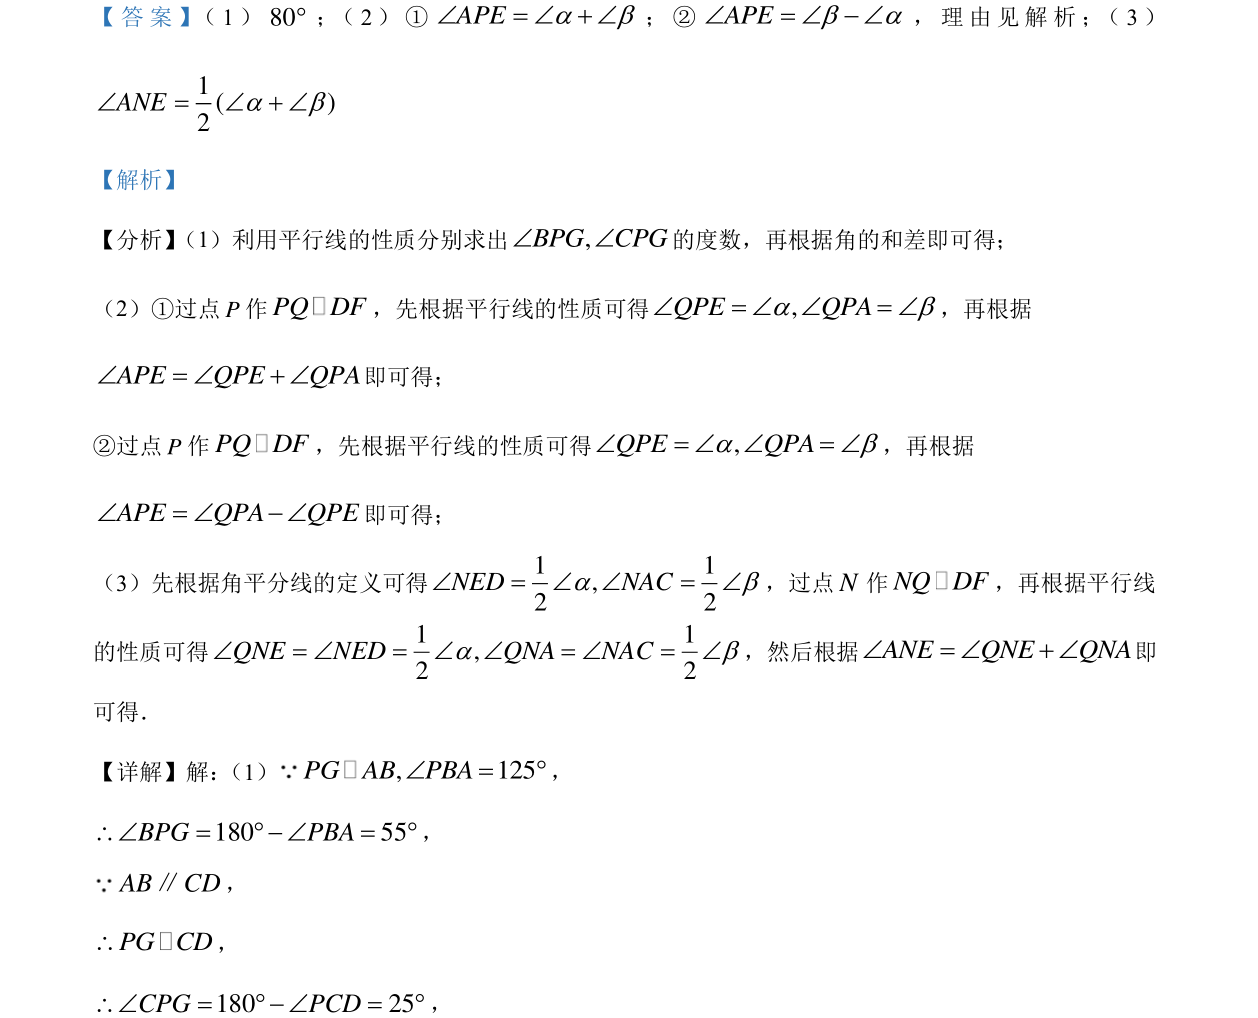 【答案】（1）80°；（2）①∠APE=∠α+∠β；②∠APE=∠β−∠α，理由见解析；（3）
∠ANE=1/2(∠α+∠β)
【解析】
【分析】（1）利用平行线的性质分别求出∠BPG,∠CPG的度数，再根据角的和差即可得；
（2）①过点P作PQ□DF，先根据平行线的性质可得∠QPE=∠α,∠QPA=∠β，再根据
∠APE=∠QPE+∠QPA即可得；
②过点P作PQ□DF，先根据平行线的性质可得∠QPE=∠α,∠QPA=∠β，再根据
∠APE=∠QPA−∠QPE即可得；
（3）先根据角平分线的定义可得∠NED=1/2∠α,∠NAC=1/2∠β，过点N作NQ□DF，再根据平行线
的性质可得∠QNE=∠NED=1/2∠α,∠QNA=∠NAC=1/2∠β，然后根据∠ANE=∠QNE+∠QNA即
可得．
【详解】解：（1）∵PG□AB,∠PBA=125°，
∴∠BPG=180°−∠PBA=55°，
∵AB∥CD，
∴PG□CD，
∴∠CPG=180°−∠PCD=25°，